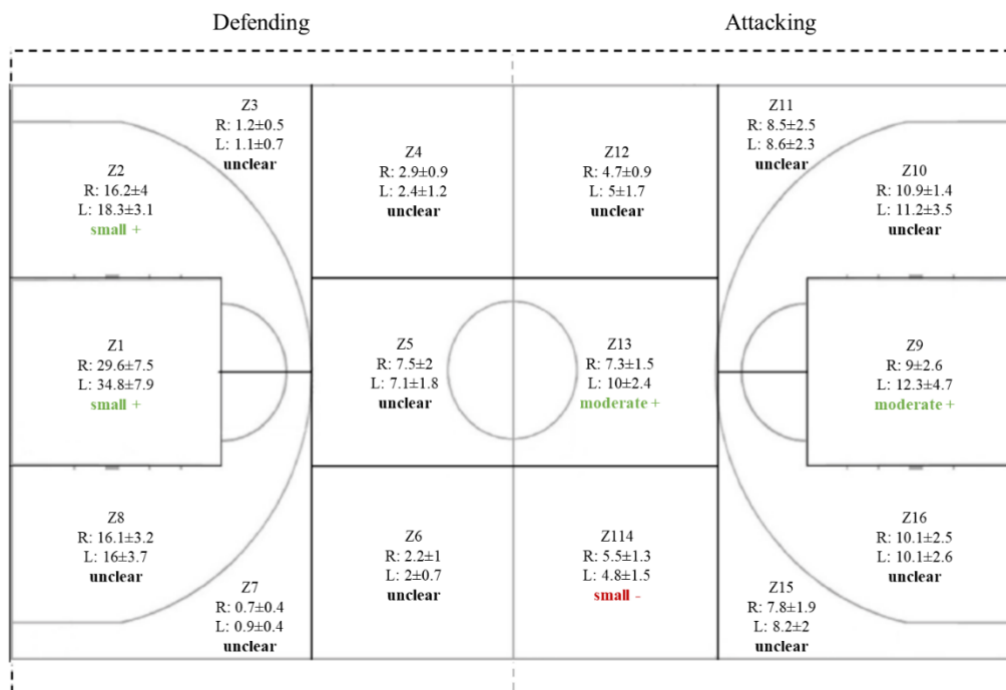 Defending
Attacking
Z3
R: 1.2±0.5
L: 1.1±0.7
unclear
Z2
R: 16.2±4
L: 18.3±3.1
small +
Z4
R: 2.9±0.9
L: 2.4±1.2
unclear
Z12
R: 4.7±0.9
L: 5±1.7
unclear
Z11
R: 8.5±2.5
L: 8.6±2.3
unclear
Z10
R: 10.9±1.4
L: 11.2±3.5
unclear
Z1
R: 29.6±7.5
L: 34.8±7.9
small +
Z5
R: 7.5±2
L: 7.1±1.8
unclear
Z13
R: 7.3±1.5
L: 10±2.4
moderate +
Z9
R: 9±2.6
L: 12.3±4.7
moderate +
Z8
R: 16.1±3.2
L: 16±3.7
unclear
Z7
R: 0.7±0.4
L: 0.9±0.4
unclear
Z6
R: 2.2±1
L: 2±0.7
unclear
Z114
R: 5.5±1.3
L: 4.8±1.5
small -
Z15
R: 7.8±1.9
L: 8.2±2
unclear
Z16
R: 10.1±2.5
L: 10.1±2.6
unclear